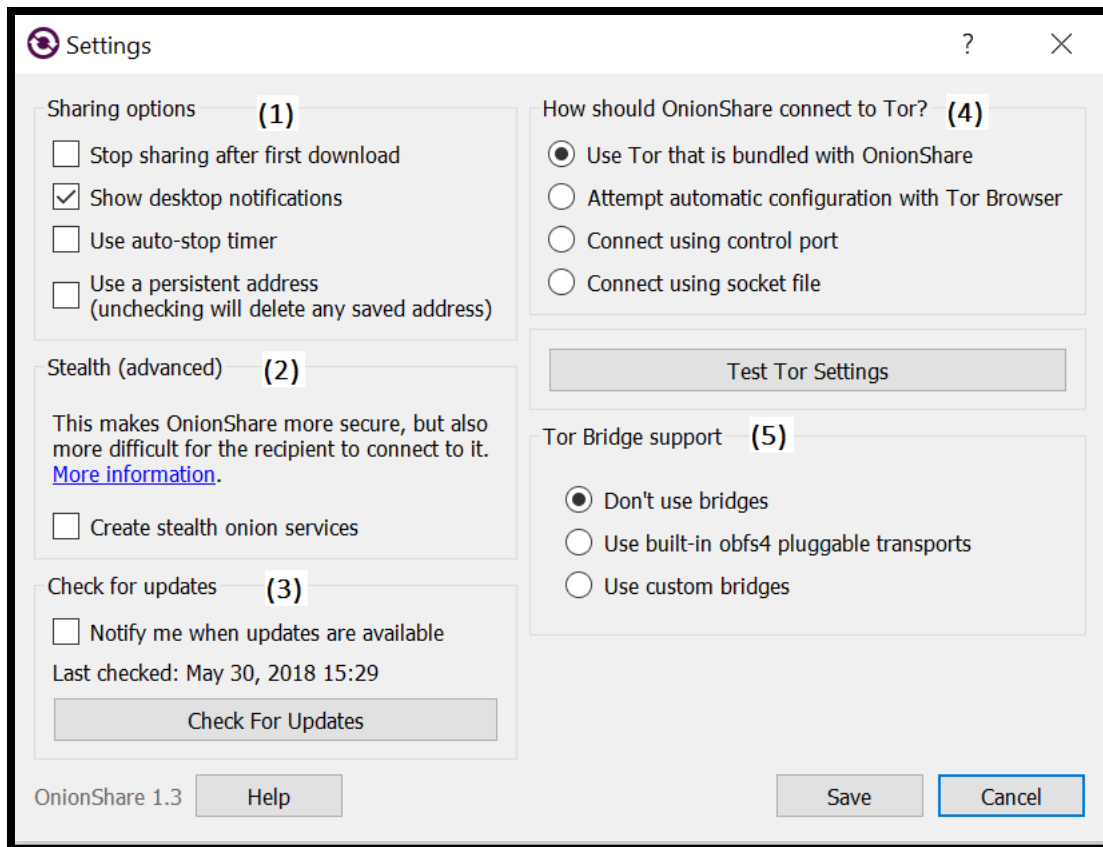 Settings
?
Sharing options (1)
Stop sharing after first download
Show desktop notifications
Use auto-stop timer
Use a persistent address
(unchecking will delete any saved address)
Stealth (advanced) (2)
This makes OnionShare more secure, but also
more difficult for the recipient to connect to it.
More information.
Create stealth onion services
Check for updates (3)
Notify me when updates are available
Last checked: May 30, 2018 15:29
Check For Updates
How should OnionShare connect to Tor? (4)
Use Tor that is bundled with OnionShare
Attempt automatic configuration with Tor Browser
Connect using control port
Connect using socket file
Test Tor Settings
Tor Bridge support (5)
Don't use bridges
Use built-in obfs4 pluggable transports
Use custom bridges
OnionShare 1.3
Help
Save
Cancel